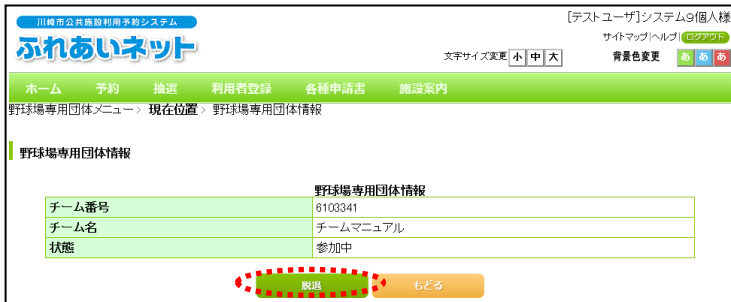 川崎市公共施設利用予約システム
[テストユーザ]システム9個人様
サイトマップ|ヘルプ|ログアウト
ふれあいネット
文字サイズ変更 小 中 大 背景色変更 あ あ あ
ホーム 予約 抽選 利用者登録 各種申請書 施設案内
野球場専用団体メニュー> 現在位置> 野球場専用団体情報
野球場専用団体情報
野球場専用団体情報
チーム番号 6103341
チーム名 チームマニュアル
状態 参加中
脱退 もどる